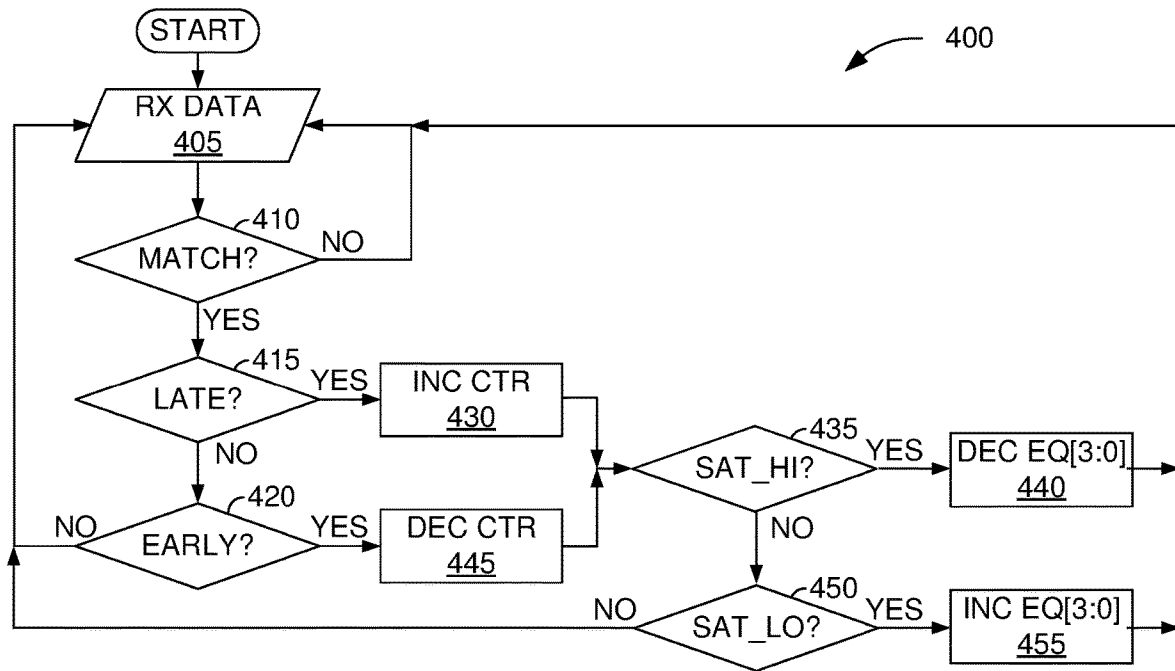 START
400
RX DATA
405
410
MATCH?
NO
YES
415
LATE?
YES
INC CTR
430
NO
435
SAT_HI?
YES
DEC EQ[3:0]
440
420
EARLY?
NO
YES
DEC CTR
445
NO
450
SAT_LO?
NO
YES
INC EQ[3:0]
455